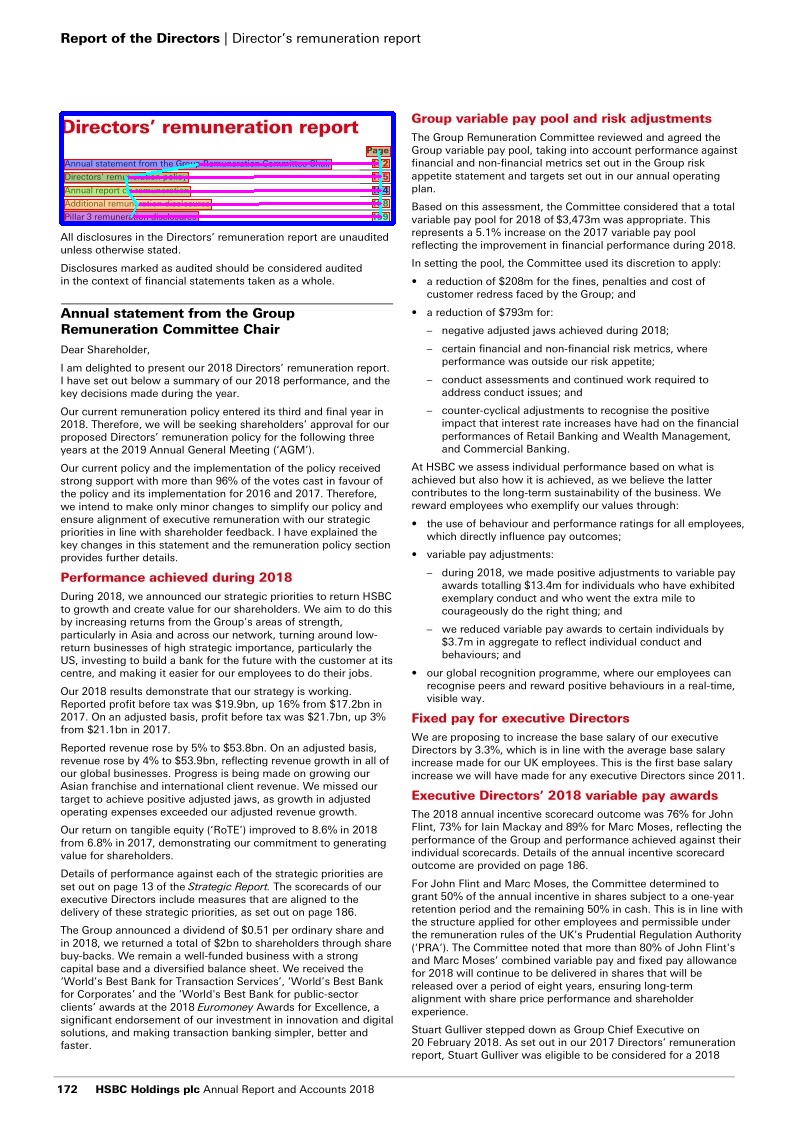 Report of the Directors | Director's remuneration report
Directors' remuneration report
Page
Annual statement from the Group Remuneration Committee Chair
Directors' remuneration policy
Annual report on remuneration
Additional remuneration disclosures
Pillar 3 remuneration disclosures
All disclosures in the Directors' remuneration report are unaudited
unless otherwise stated.
Disclosures marked as audited should be considered audited
in the context of financial statements taken as a whole.
Annual statement from the Group
Remuneration Committee Chair
Dear Shareholder,
I am delighted to present our 2018 Directors' remuneration report.
I have set out below a summary of our 2018 performance, and the
key decisions made during the year.
Our current remuneration policy entered its third and final year in
2018. Therefore, we will be seeking shareholders' approval for our
proposed Directors' remuneration policy for the following three
years at the 2019 Annual General Meeting ('AGM').
Our current policy and the implementation of the policy received
strong support with more than 96% of the votes cast in favour of
the policy and its implementation for 2016 and 2017. Therefore,
we intend to make only minor changes to simplify our policy and
ensure alignment of executive remuneration with our strategic
priorities in line with shareholder feedback. I have explained the
key changes in this statement and the remuneration policy section
provides further details.
Performance achieved during 2018
During 2018, we announced our strategic priorities to return HSBC
to growth and create value for our shareholders. We aim to do this
by increasing returns from the Group's areas of strength,
particularly in Asia and across our network, turning around low-
return businesses of high strategic importance, particularly the
US, investing to build a bank for the future with the customer at its
centre, and making it easier for our employees to do their jobs.
Our 2018 results demonstrate that our strategy is working.
Reported profit before tax was $19.9bn, up 16% from $17.2bn in
2017. On an adjusted basis, profit before tax was $21.7bn, up 3%
from $21.1bn in 2017.
Reported revenue rose by 5% to $53.8bn. On an adjusted basis,
revenue rose by 4% to $53.9bn, reflecting revenue growth in all of
our global businesses. Progress is being made on growing our
Asian franchise and international client revenue. We missed our
target to achieve positive adjusted jaws, as growth in adjusted
operating expenses exceeded our adjusted revenue growth.
Our return on tangible equity ('RoTE') improved to 8.6% in 2018
from 6.8% in 2017, demonstrating our commitment to generating
value for shareholders.
Details of performance against each of the strategic priorities are
set out on page 13 of the Strategic Report. The scorecards of our
executive Directors include measures that are aligned to the
delivery of these strategic priorities, as set out on page 186.
The Group announced a dividend of $0.51 per ordinary share and
in 2018, we returned a total of $2bn to shareholders through share
buy-backs. We remain a well-funded business with a strong
capital base and a diversified balance sheet. We received the
'World's Best Bank for Transaction Services', 'World's Best Bank
for Corporates' and the 'World's Best Bank for public-sector
clients' awards at the 2018 Euromoney Awards for Excellence, a
significant endorsement of our investment in innovation and digital
solutions, and making transaction banking simpler, better and
faster.
Group variable pay pool and risk adjustments
The Group Remuneration Committee reviewed and agreed the
Group variable pay pool, taking into account performance against
financial and non-financial metrics set out in the Group risk
appetite statement and targets set out in our annual operating
plan.
Based on this assessment, the Committee considered that a total
variable pay pool for 2018 of $3,473m was appropriate. This
represents a 5.1% increase on the 2017 variable pay pool
reflecting the improvement in financial performance during 2018.
In setting the pool, the Committee used its discretion to apply:
• a reduction of $208m for the fines, penalties and cost of
customer redress faced by the Group; and
• a reduction of $793m for:
– negative adjusted jaws achieved during 2018;
– certain financial and non-financial risk metrics, where
performance was outside our risk appetite;
– conduct assessments and continued work required to
address conduct issues; and
– counter-cyclical adjustments to recognise the positive
impact that interest rate increases have had on the financial
performances of Retail Banking and Wealth Management,
and Commercial Banking.
At HSBC we assess individual performance based on what is
achieved but also how it is achieved, as we believe the latter
contributes to the long-term sustainability of the business. We
reward employees who exemplify our values through:
• the use of behaviour and performance ratings for all employees,
which directly influence pay outcomes;
• variable pay adjustments:
– during 2018, we made positive adjustments to variable pay
awards totalling $13.4m for individuals who have exhibited
exemplary conduct and who went the extra mile to
courageously do the right thing; and
– we reduced variable pay awards to certain individuals by
$3.7m in aggregate to reflect individual conduct and
behaviours; and
• our global recognition programme, where our employees can
recognise peers and reward positive behaviours in a real-time,
visible way.
Fixed pay for executive Directors
We are proposing to increase the base salary of our executive
Directors by 3.3%, which is in line with the average base salary
increase made for our UK employees. This is the first base salary
increase we will have made for any executive Directors since 2011.
Executive Directors' 2018 variable pay awards
The 2018 annual incentive scorecard outcome was 76% for John
Flint, 73% for Iain Mackay and 89% for Marc Moses, reflecting the
performance of the Group and performance achieved against their
individual scorecards. Details of the annual incentive scorecard
outcome are provided on page 186.
For John Flint and Marc Moses, the Committee determined to
grant 50% of the annual incentive in shares subject to a one-year
retention period and the remaining 50% in cash. This is in line with
the structure applied for other employees and permissible under
the remuneration rules of the UK's Prudential Regulation Authority
('PRA'). The Committee noted that more than 80% of John Flint's
and Marc Moses' combined variable pay and fixed pay allowance
for 2018 will continue to be delivered in shares that will be
released over a period of eight years, ensuring long-term
alignment with share price performance and shareholder
experience.
Stuart Gulliver stepped down as Group Chief Executive on
20 February 2018. As set out in our 2017 Directors' remuneration
report, Stuart Gulliver was eligible to be considered for a 2018
172 HSBC Holdings plc Annual Report and Accounts 2018